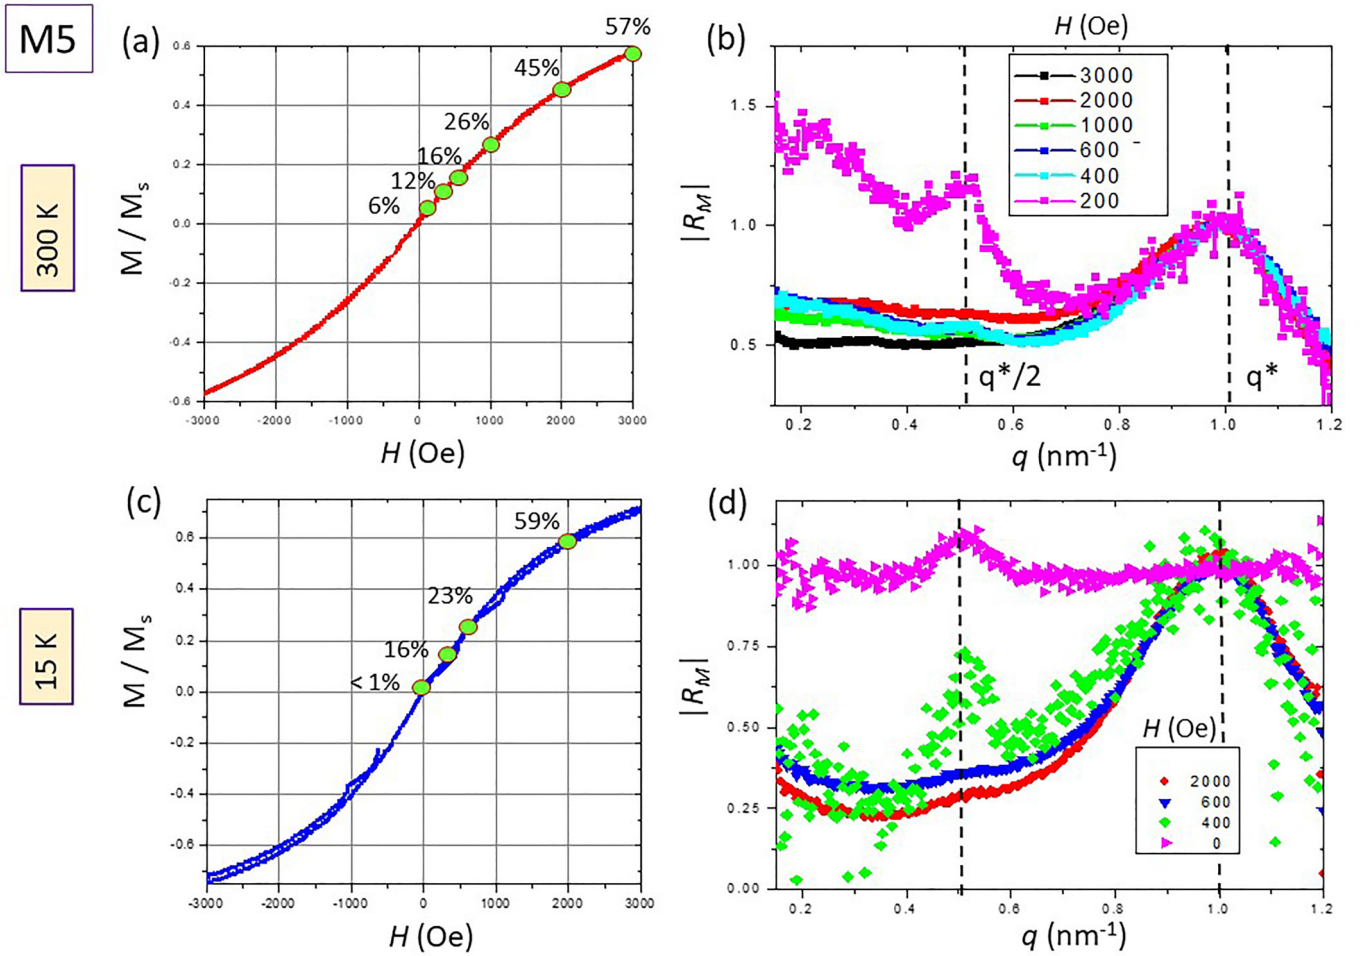 M5
(a)
300 K
M / Ms
0.6
0.4
0.2
0.0
-0.2
-0.4
-0.6
57%
45%
26%
16%
12%
6%
-3000 -2000 -1000 0 1000 2000 3000
H (Oe)
(b)
H (Oe)
3000
2000
1000
600
400
200
|RM|
1.5
1.0
0.5
q*/2
q*
0.2 0.4 0.6 0.8 1.0 1.2
q (nm-1)
(c)
15 K
M / Ms
0.6
0.4
0.2
0.0
-0.2
-0.4
-0.6
59%
23%
16%
< 1%
-3000 -2000 -1000 0 1000 2000 3000
H (Oe)
(d)
|RM|
1.00
0.75
0.50
0.25
0.00
H (Oe)
2000
600
400
0
0.2 0.4 0.6 0.8 1.0 1.2
q (nm-1)